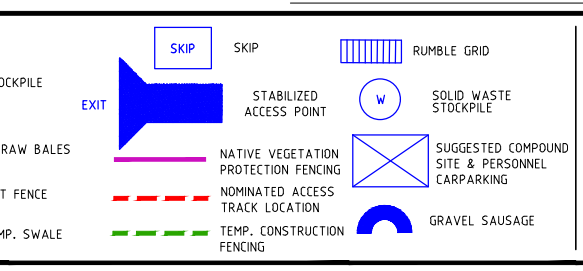 OCKPILE
RAW BALES
T FENCE
MP. SWALE
SKIP SKIP
EXIT
STABILIZED
ACCESS POINT
NATIVE VEGETATION
PROTECTION FENCING
NOMINATED ACCESS
TRACK LOCATION
TEMP. CONSTRUCTION
FENCING
RUMBLE GRID
W
SOLID WASTE
STOCKPILE
SUGGESTED COMPOUND
SITE & PERSONNEL
CARPARKING
GRAVEL SAUSAGE